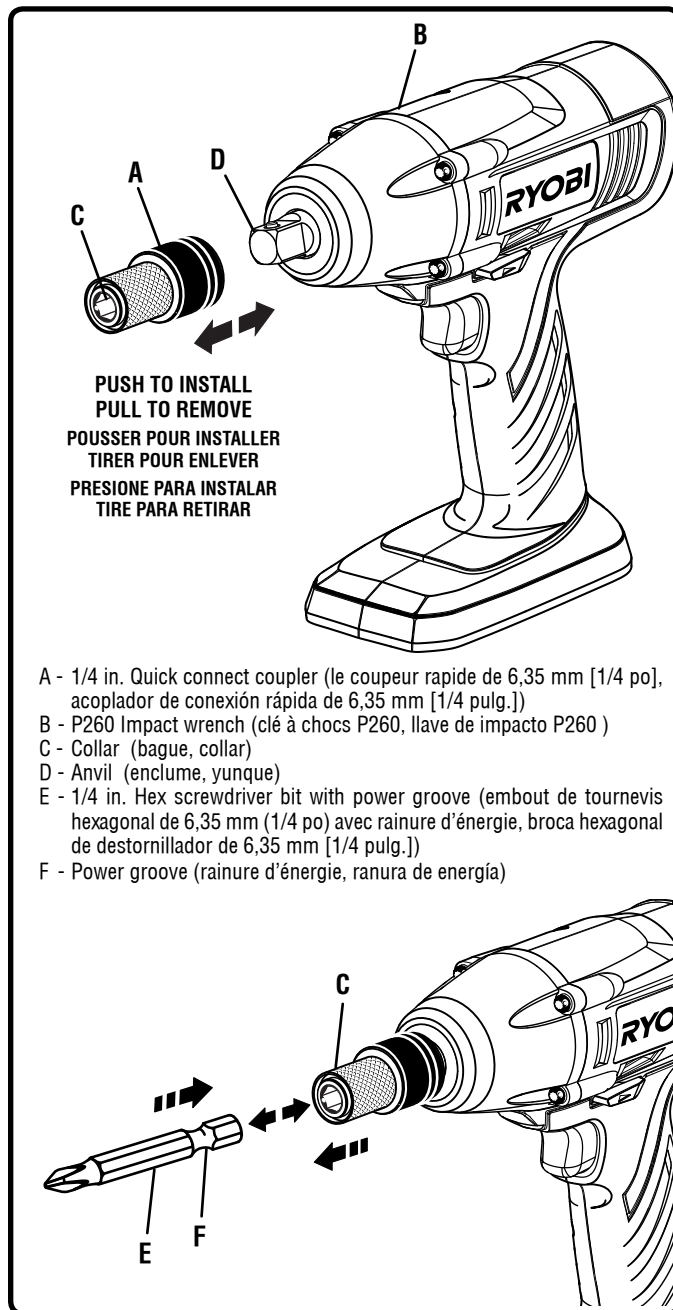 B
D
A
C
RYOBI
PUSH TO INSTALL
PULL TO REMOVE
POUSSER POUR INSTALLER
TIRER POUR ENLEVER
PRESIONE PARA INSTALAR
TIRE PARA RETIRAR
A - 1/4 in. Quick connect coupler (le coupeur rapide de 6,35 mm [1/4 po],
acoplador de conexión rápida de 6,35 mm [1/4 pulg.])
B - P260 Impact wrench (clé à chocs P260, llave de impacto P260 )
C - Collar (bague, collar)
D - Anvil (enclume, yunque)
E - 1/4 in. Hex screwdriver bit with power groove (embout de tournevis
hexagonal de 6,35 mm (1/4 po) avec rainure d’énergie, broca hexagonal
de destornillador de 6,35 mm [1/4 pulg.])
F - Power groove (rainure d’énergie, ranura de energía)
C
RYO
F
E